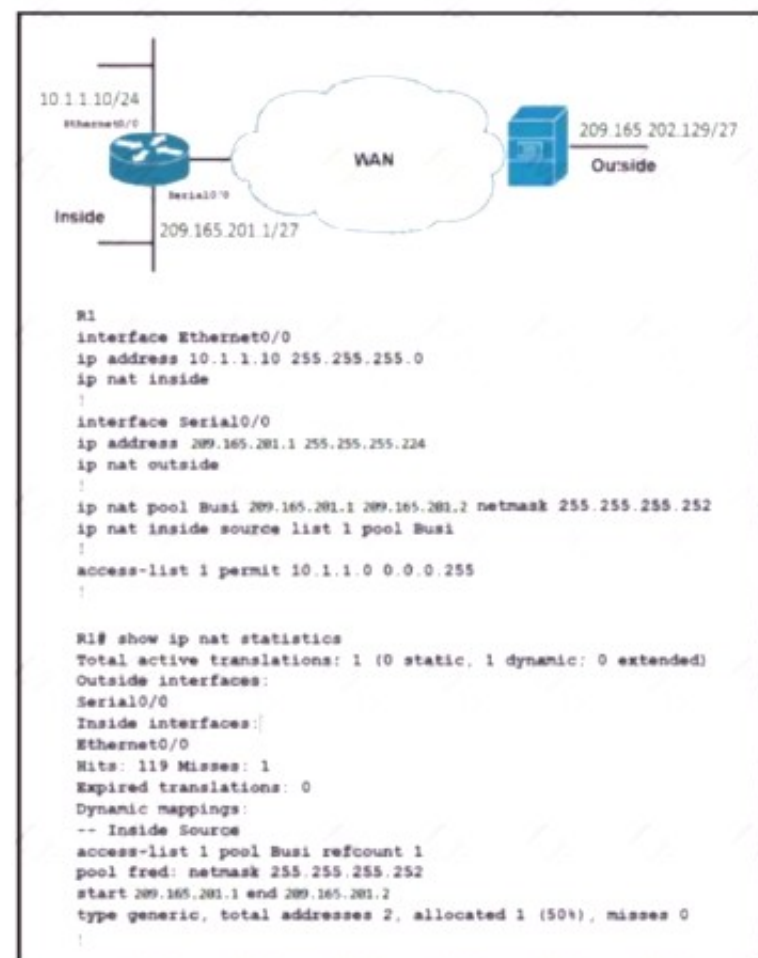 10.1.1.10/24
Ethernet0/0
WAN
209.165.202.129/27
Outside
Serial0/0
Inside
209.165.201.1/27
R1
interface Ethernet0/0
ip address 10.1.1.10 255.255.255.0
ip nat inside
!
interface Serial0/0
ip address 209.165.201.1 255.255.255.224
ip nat outside
!
ip nat pool Busi 209.165.201.1 209.165.201.2 netmask 255.255.255.252
ip nat inside source list 1 pool Busi
!
access-list 1 permit 10.1.1.0 0.0.0.255
!
R1# show ip nat statistics
Total active translations: 1 (0 static, 1 dynamic; 0 extended)
Outside interfaces:
Serial0/0
Inside interfaces:
Ethernet0/0
Hits: 119 Misses: 1
Expired translations: 0
Dynamic mappings:
-- Inside Source
access-list 1 pool Busi refcount 1
pool fred: netmask 255.255.255.252
start 209.165.201.1 end 209.165.201.2
type generic, total addresses 2, allocated 1 (50%), misses 0
!